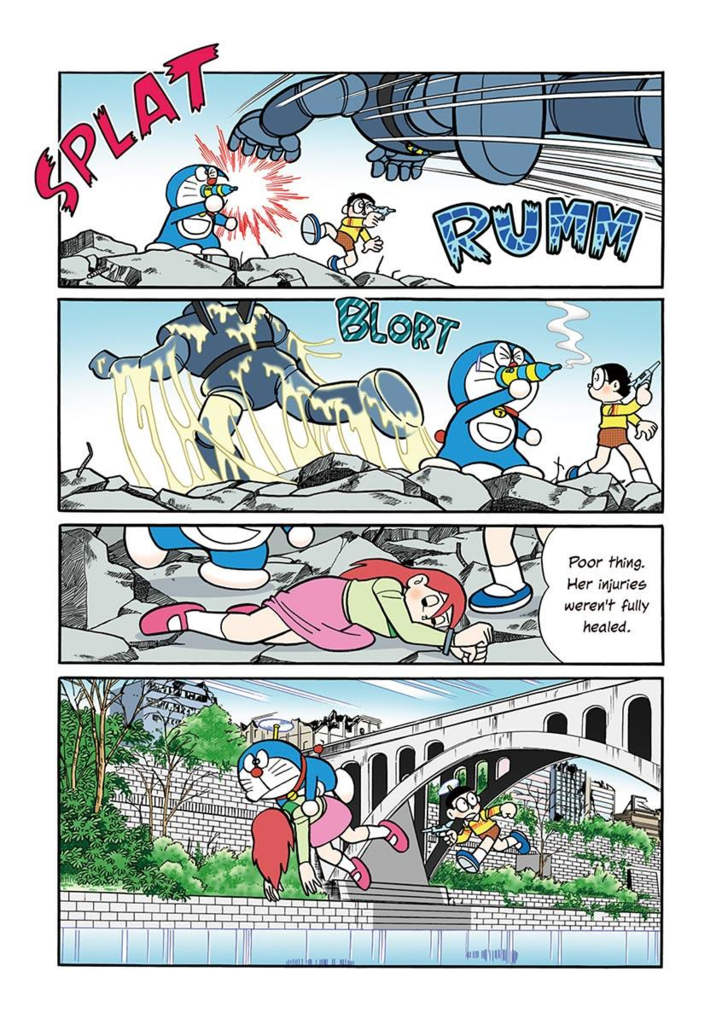 SPLAT
RUMM
BLORT
Poor thing.
Her injuries
weren't fully
healed.